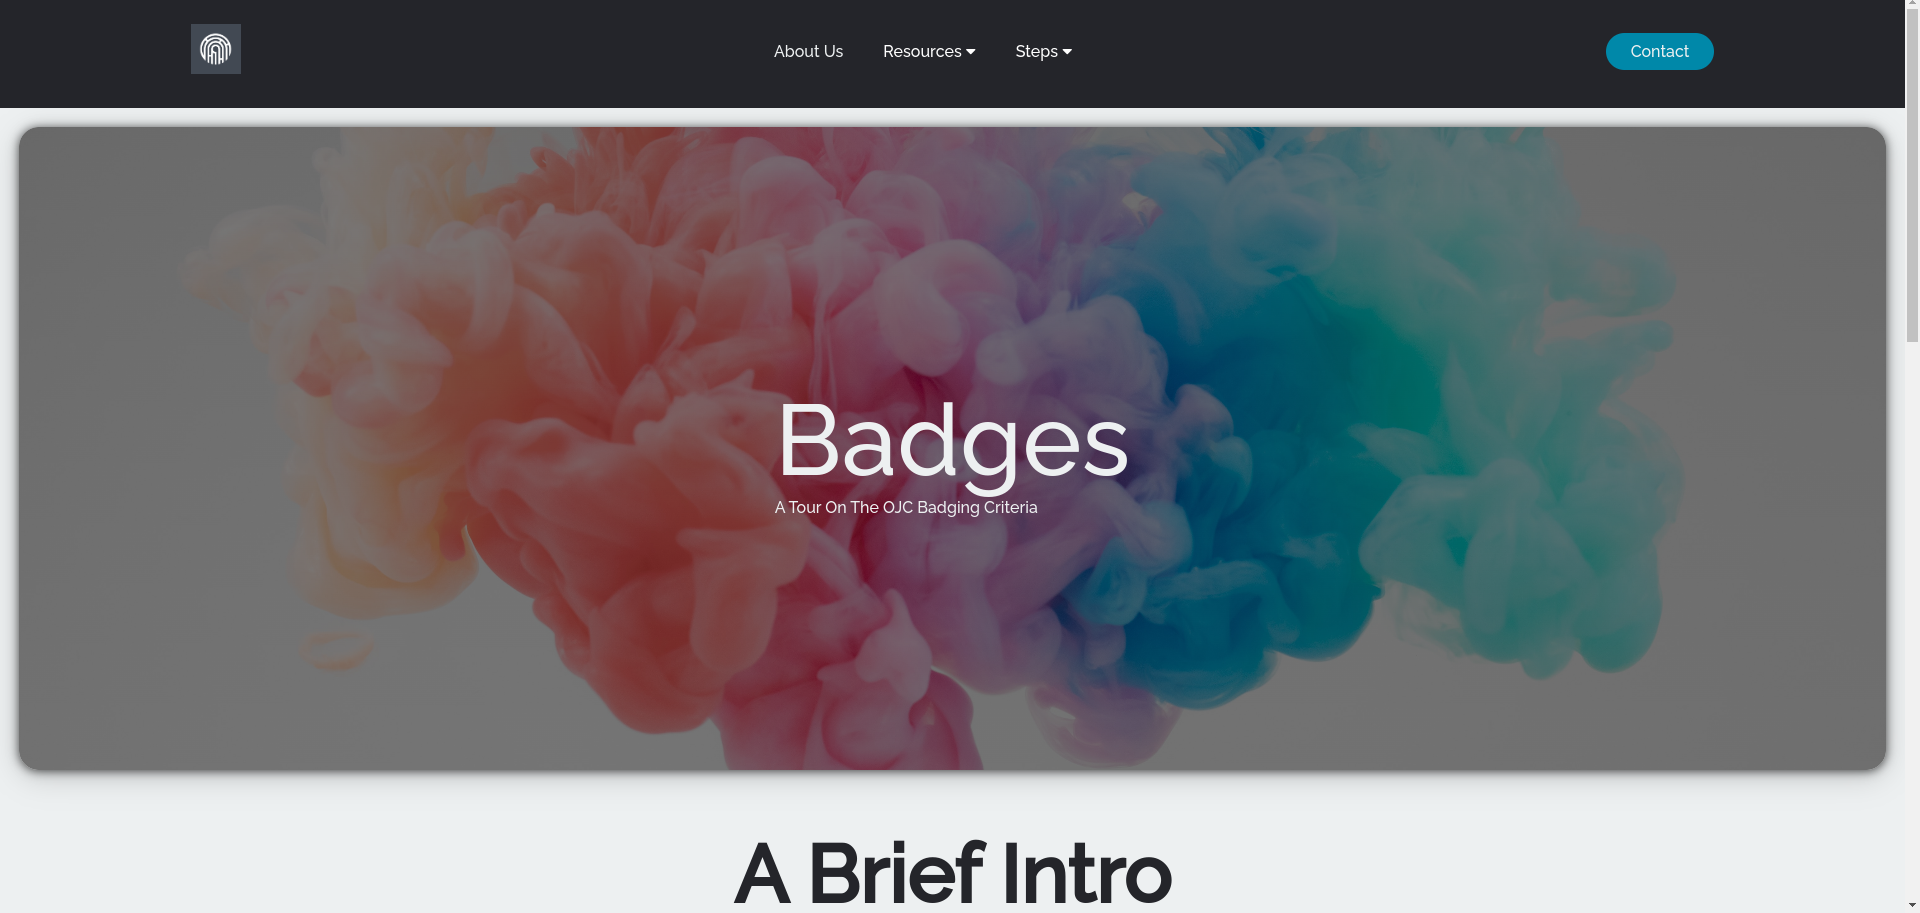 About Us
Resources
Steps
Contact
Badges
A Tour On The OJC Badging Criteria
A Brief Intro